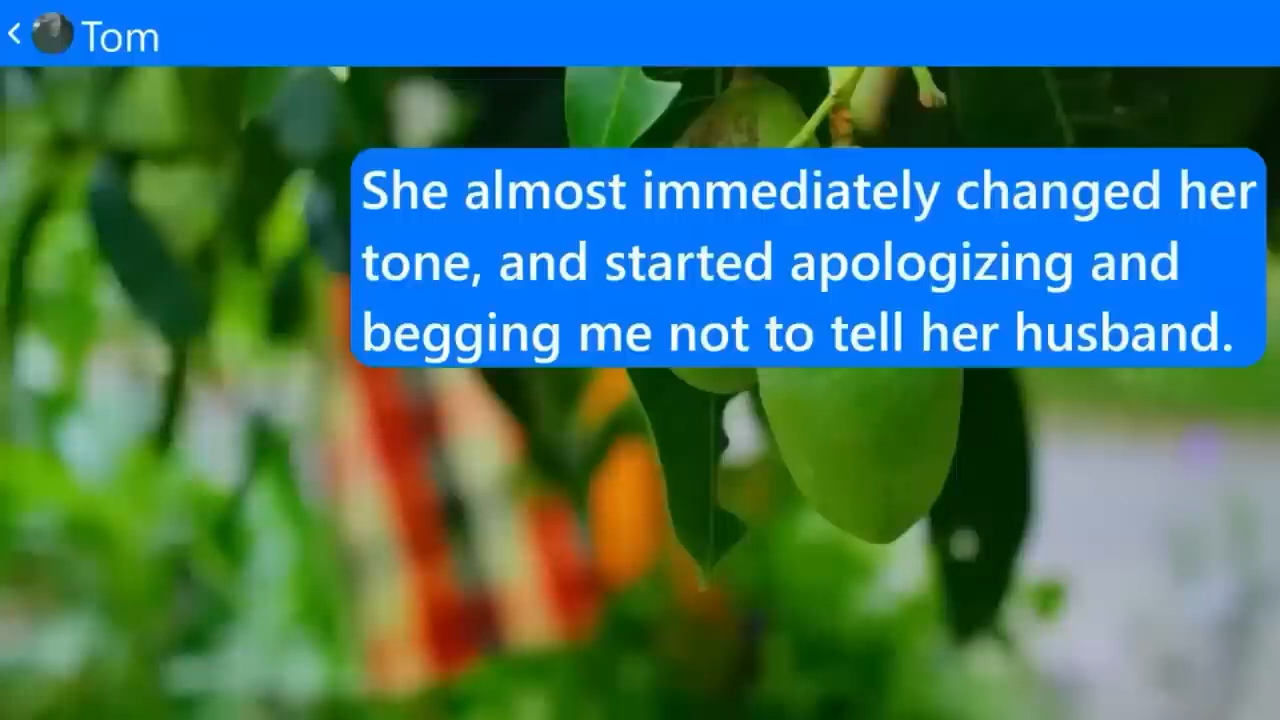 Tom
She almost immediately changed her
tone, and started apologizing and
begging me not to tell her husband.